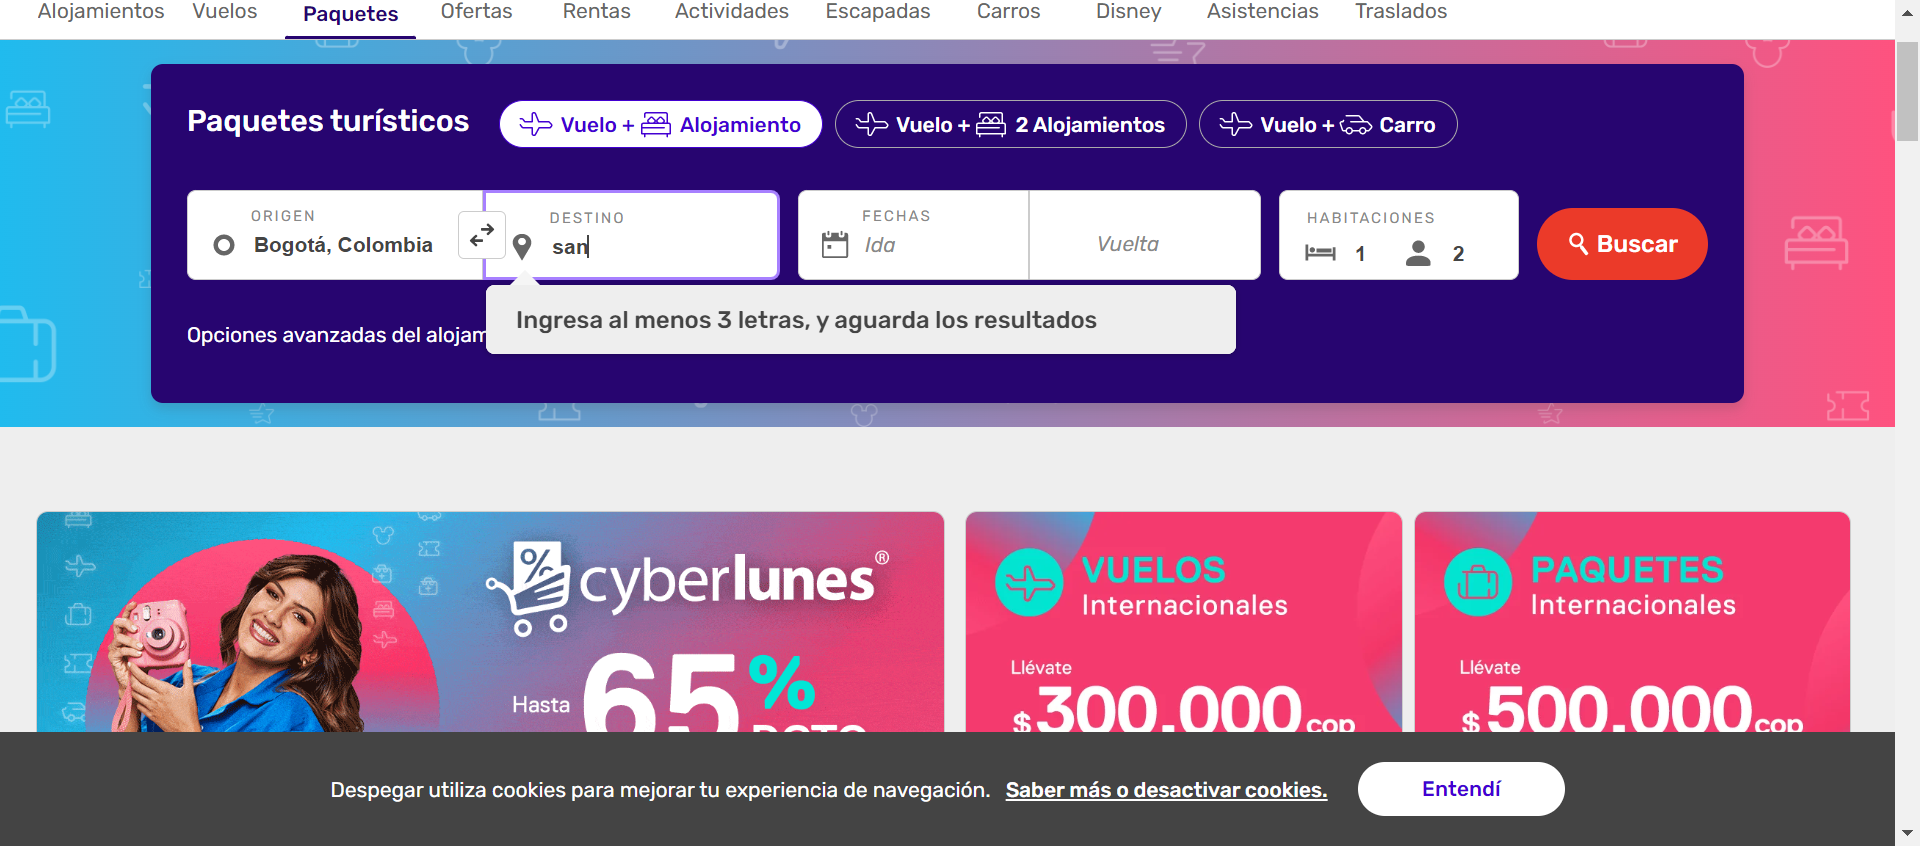 Alojamientos Vuelos Paquetes Ofertas Rentas Actividades Escapadas Carros Disney Asistencias Traslados
Paquetes turísticos
Vuelo + Alojamiento
Vuelo + 2 Alojamientos
Vuelo + Carro
ORIGEN
Bogotá, Colombia
DESTINO
san
FECHAS
Ida
Vuelta
HABITACIONES
1 2
Buscar
Ingresa al menos 3 letras, y aguarda los resultados
Opciones avanzadas del alojam
cyberlunes®
Hasta 65%
DCTO
VUELOS
Internacionales
Llévate
$300.000 cop
PAQUETES
Internacionales
Llévate
$500.000 cop
Despegar utiliza cookies para mejorar tu experiencia de navegación. Saber más o desactivar cookies.
Entendí